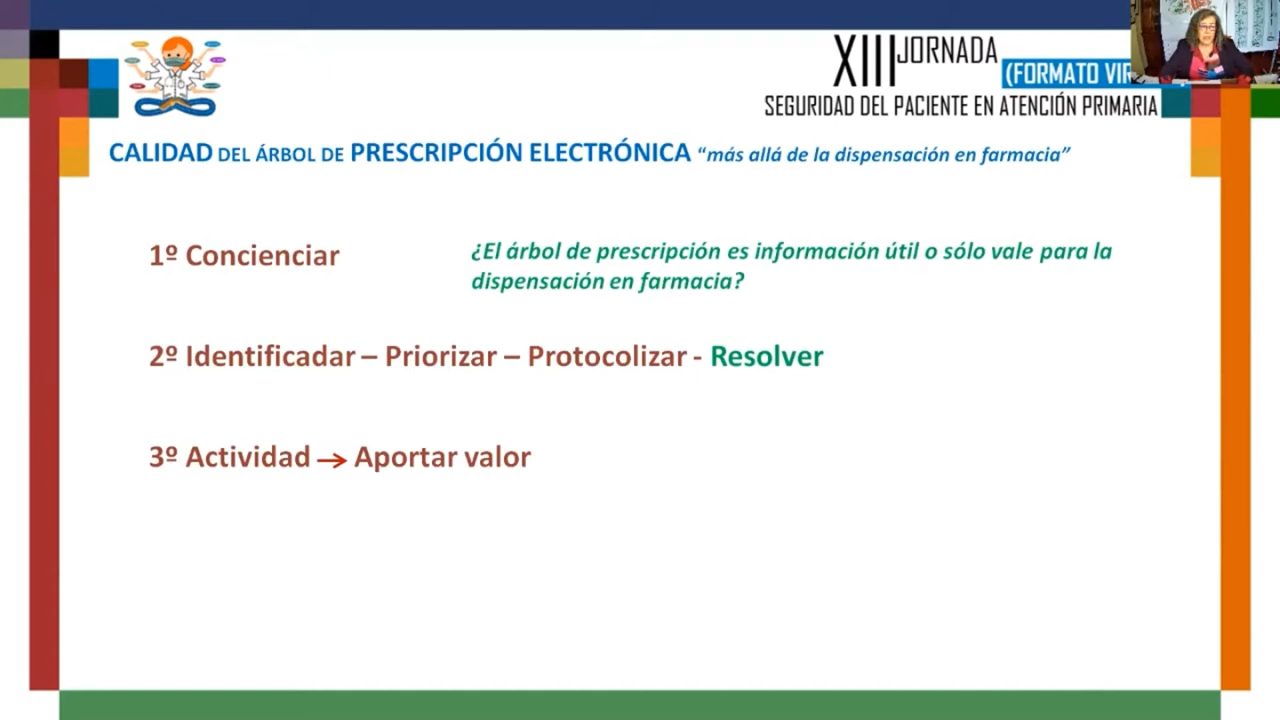 XIII JORNADA
(FORMATO
SEGURIDAD DEL PACIENTE EN ATENCIÓN PRIMARIA
CALIDAD DEL ÁRBOL DE PRESCRIPCIÓN ELECTRÓNICA “más allá de la dispensación en farmacia”
1º Concienciar
¿El árbol de prescripción es información útil o sólo vale para la
dispensación en farmacia?
2º Identificadar – Priorizar – Protocolizar - Resolver
3º Actividad → Aportar valor